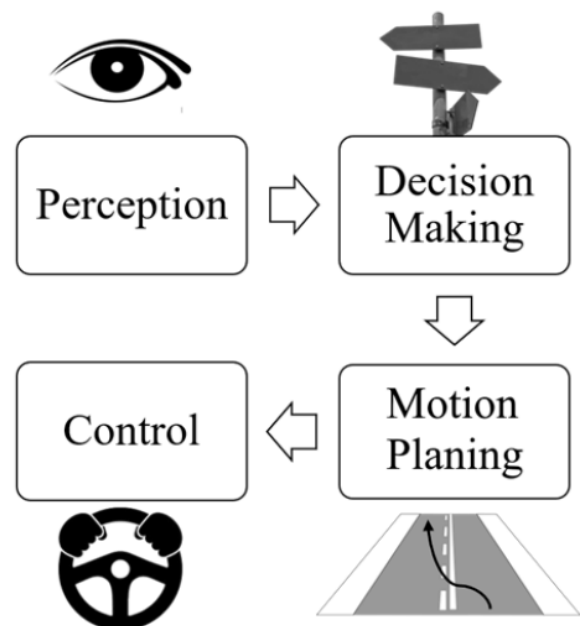 Perception
Decision
Making
Motion
Planing
Control